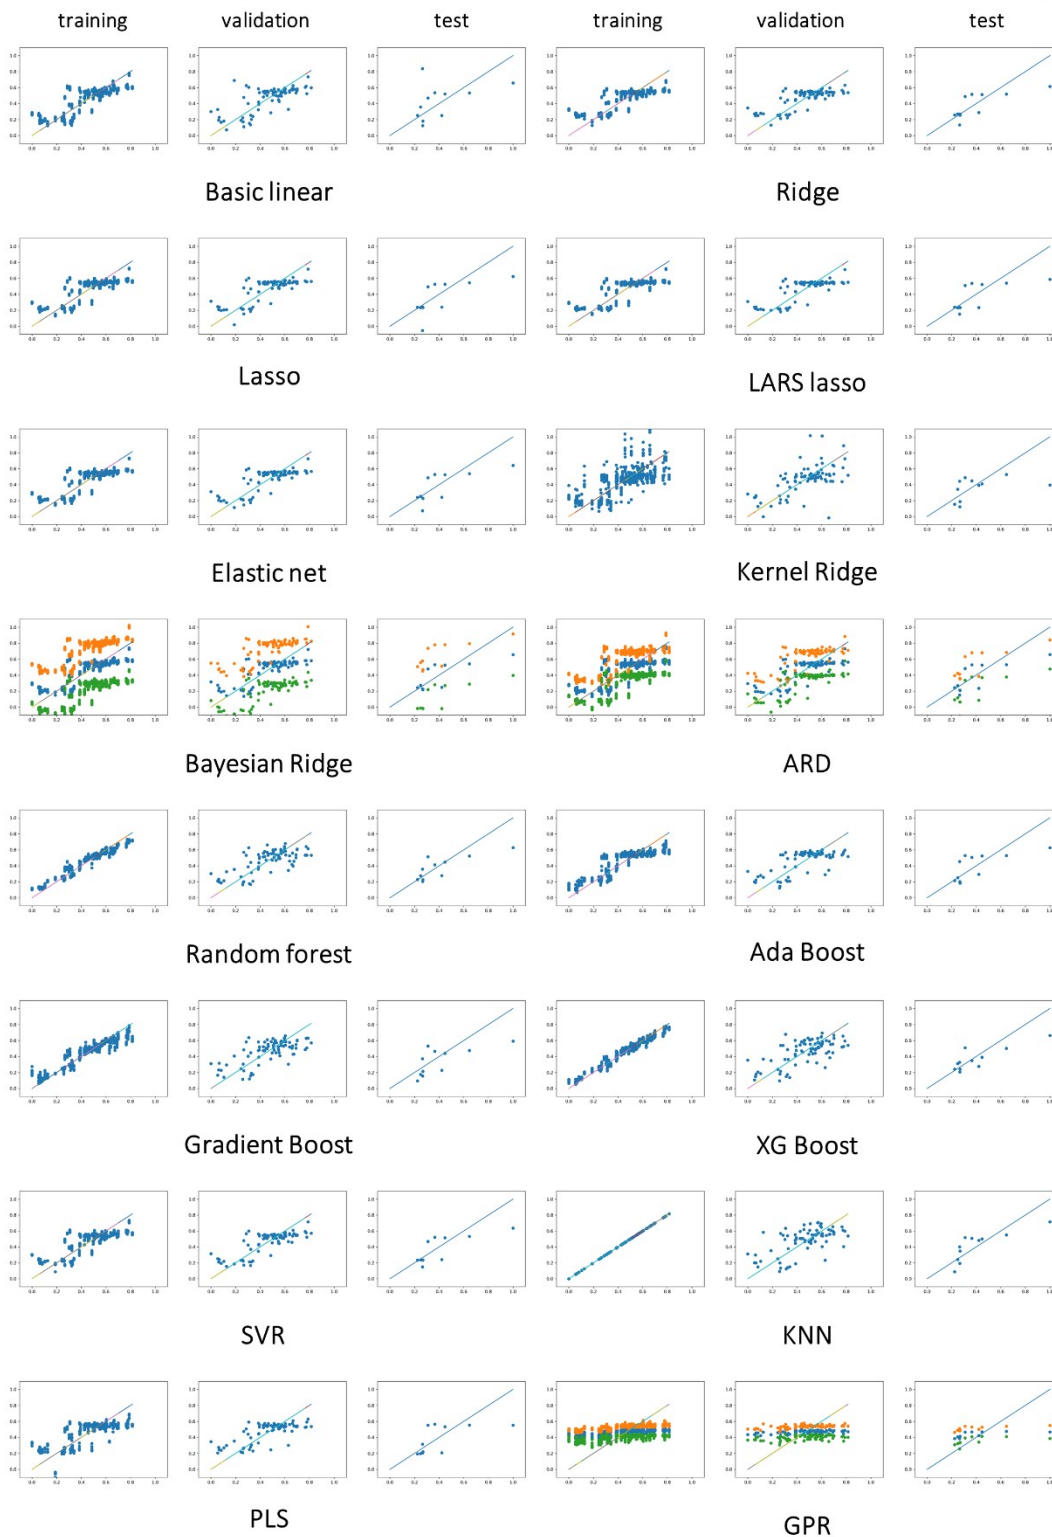 training validation test training validation test
Basic linear Ridge
Lasso LARS lasso
Elastic net Kernel Ridge
Bayesian Ridge ARD
Random forest Ada Boost
Gradient Boost XG Boost
SVR KNN
PLS GPR